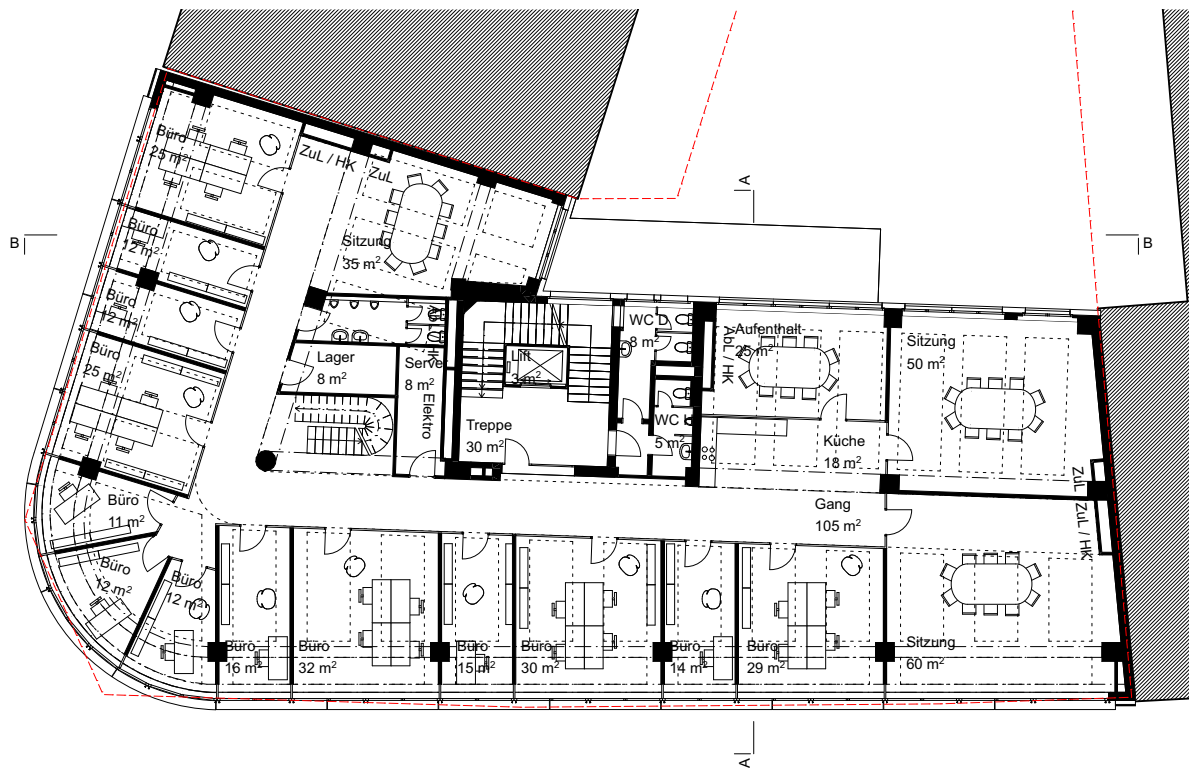 Büro
25 m²
ZuL / HK
ZuL
A
B
Büro
12 m²
Sitzung
35 m²
B
Büro
12 m²
WC D
8 m²
Aufenthalt
25 m²
AbL / HK
Sitzung
50 m²
Büro
25 m²
Lager
8 m²
8 m²
Elektro
Lift
3 m²
Treppe
30 m²
5 m²
Küche
18 m²
ZuL
Büro
11 m²
Gang
105 m²
ZuL / HK
Büro
12 m²
Büro
12 m²
Büro
16 m²
Büro
32 m²
Büro
15 m²
Büro
30 m²
Büro
14 m²
Büro
29 m²
Sitzung
60 m²
A